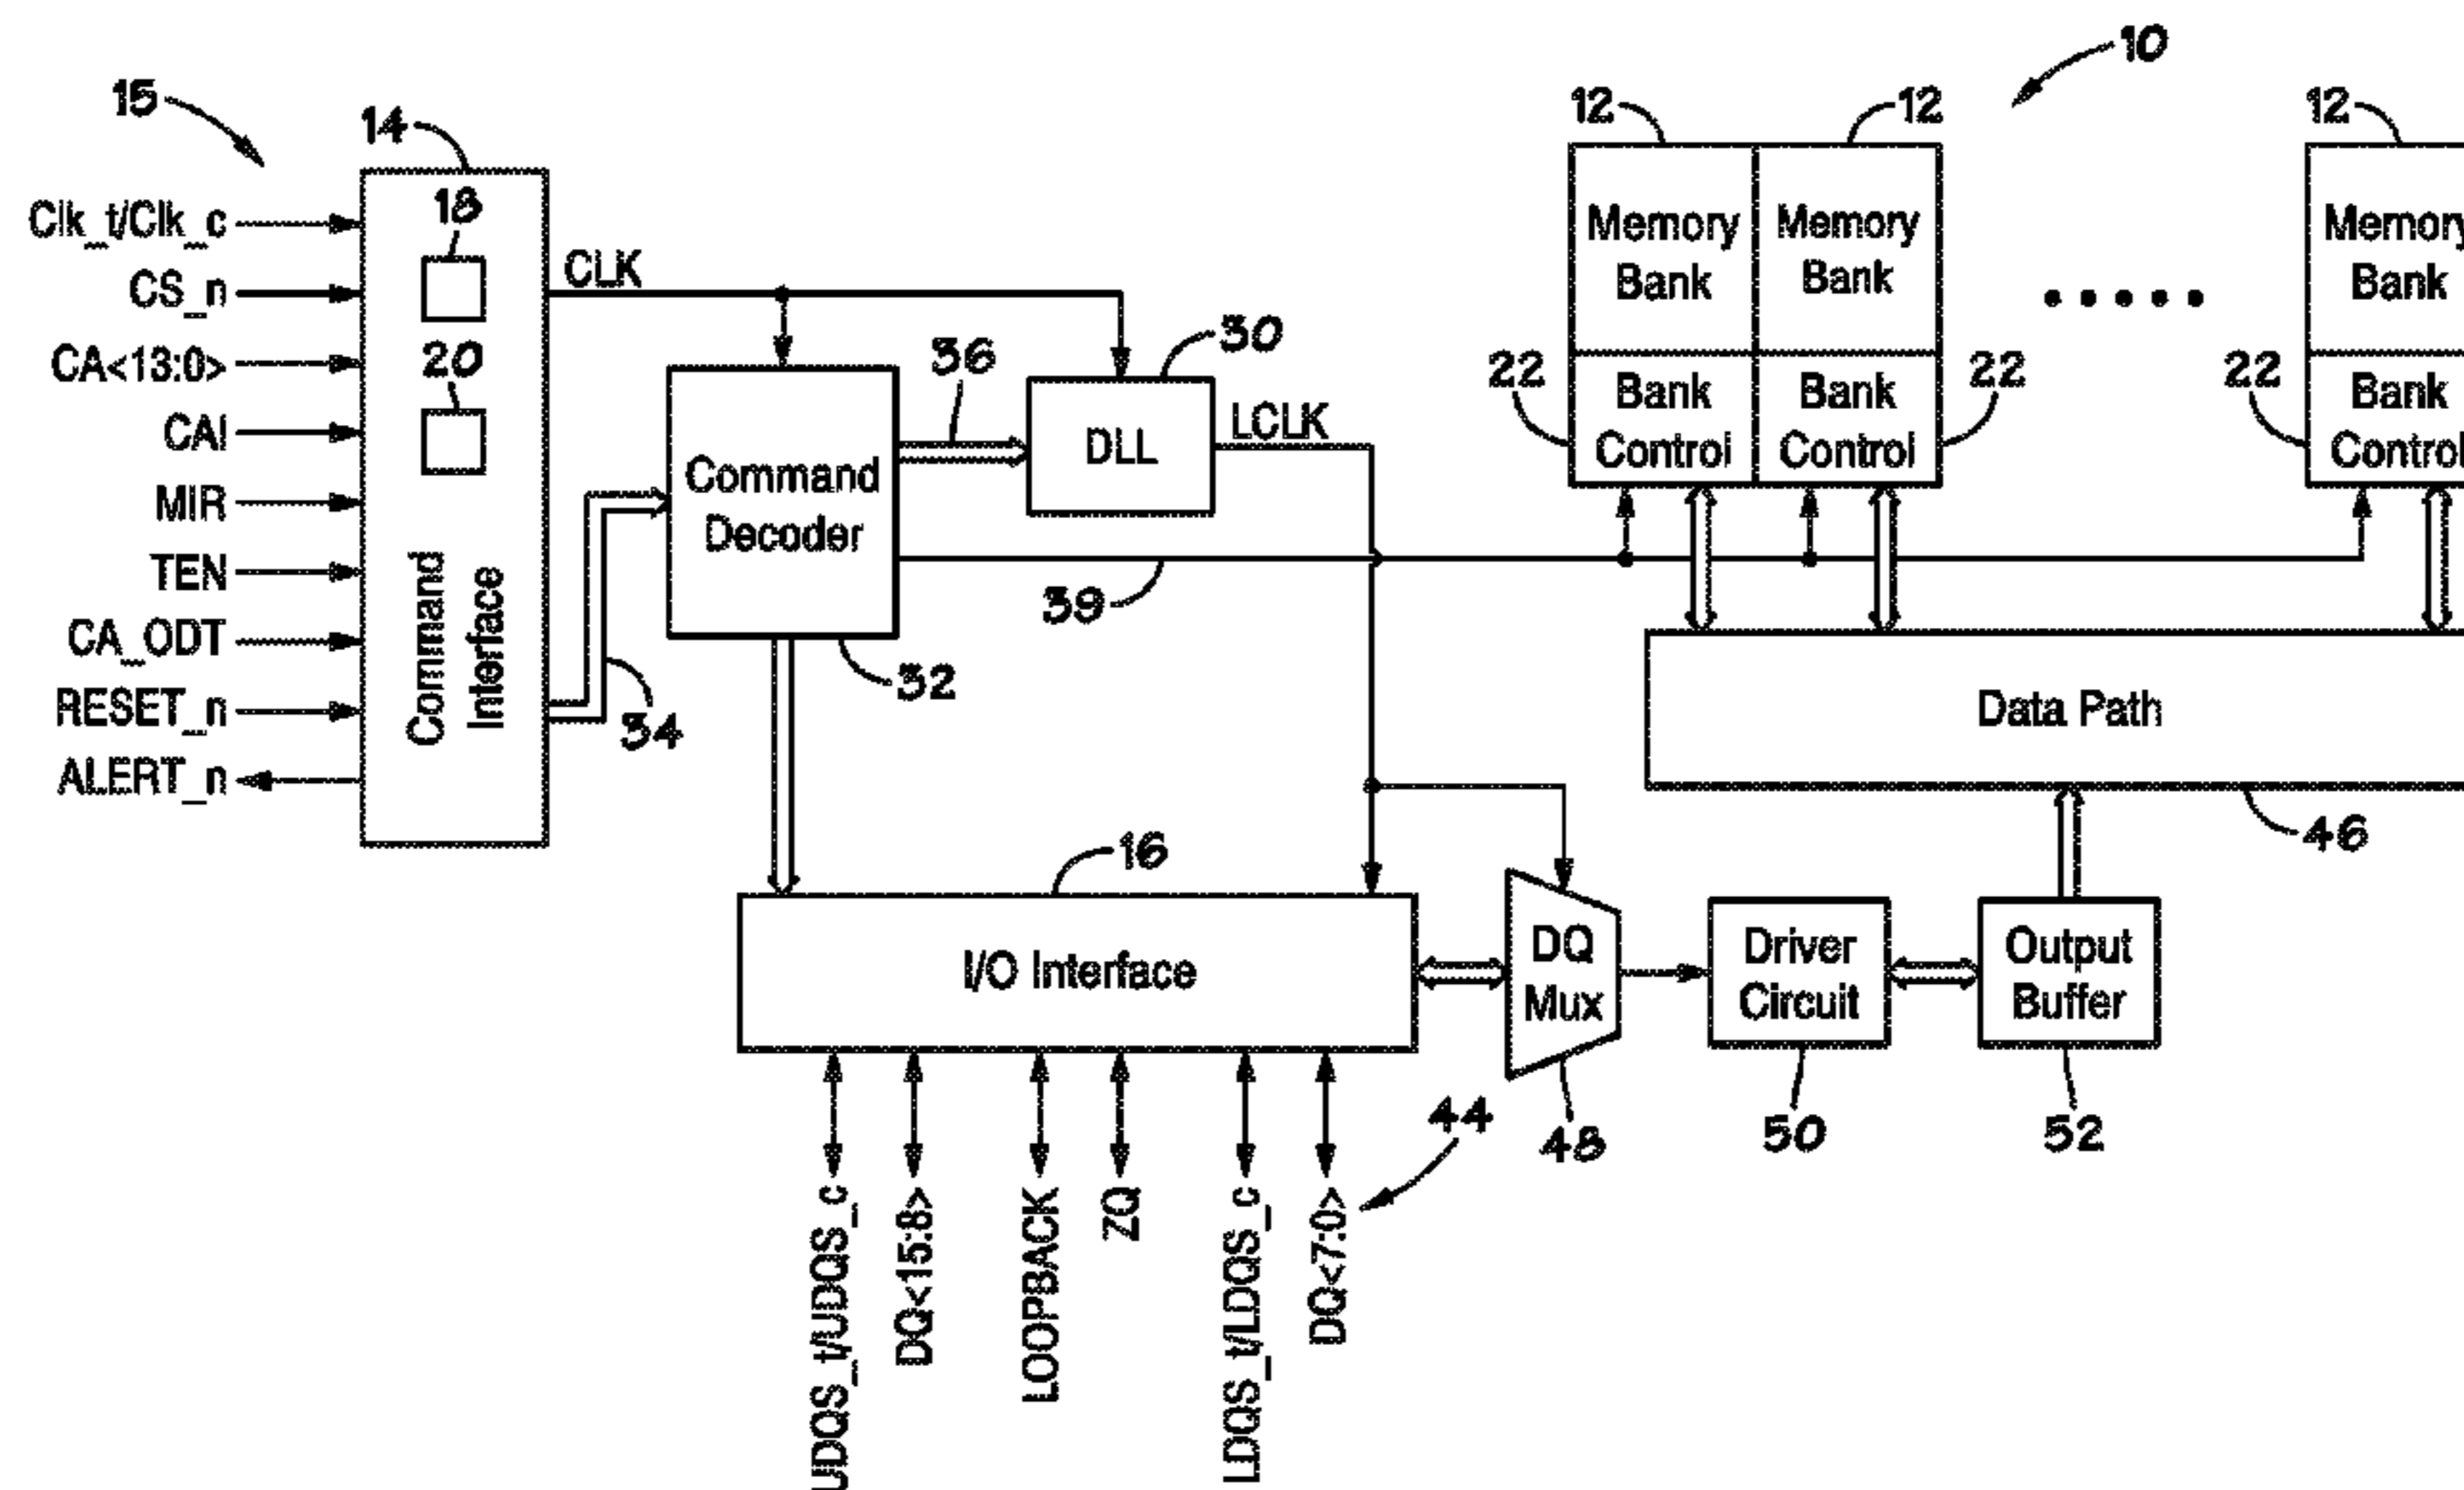 10
15
14
12
12
12
Clk_t/Clk_c
CS_n
CA<13:0>
CAI
MIR
TEN
CA_ODT
RESET_n
ALERT_n
18
20
Command
Interface
CLK
36
30
Command
Decoder
DLL
LCLK
34
32
39
Memory
Bank
Memory
Bank
Memory
Bank
22
Bank
Control
Bank
Control
22
22
Bank
Control
Data Path
46
16
I/O Interface
DQ
Mux
Driver
Circuit
Output
Buffer
44
48
50
52
UDQS_t/UDQS_c
DQ<15:8>
LOOPBACK
ZQ
LDQS_t/LDQS_c
DQ<7:0>